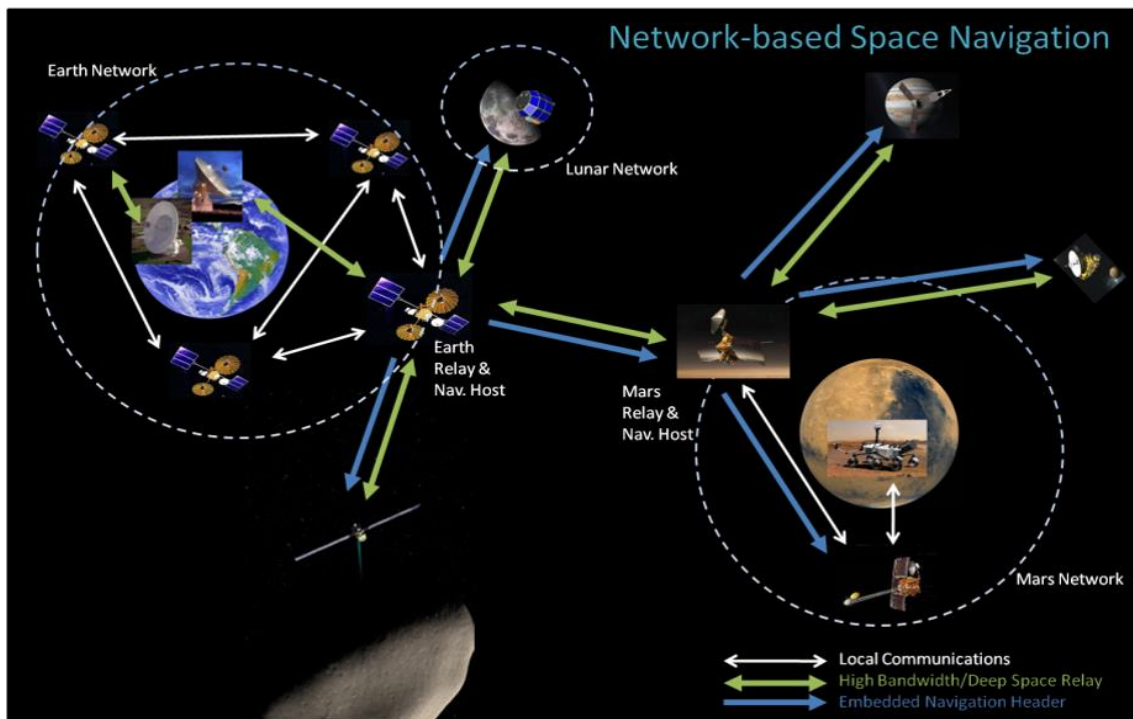 Network-based Space Navigation
Earth Network
Lunar Network
Earth
Relay &
Nav. Host
Mars
Relay &
Nav. Host
Mars Network
Local Communications
High Bandwidth/Deep Space Relay
Embedded Navigation Header